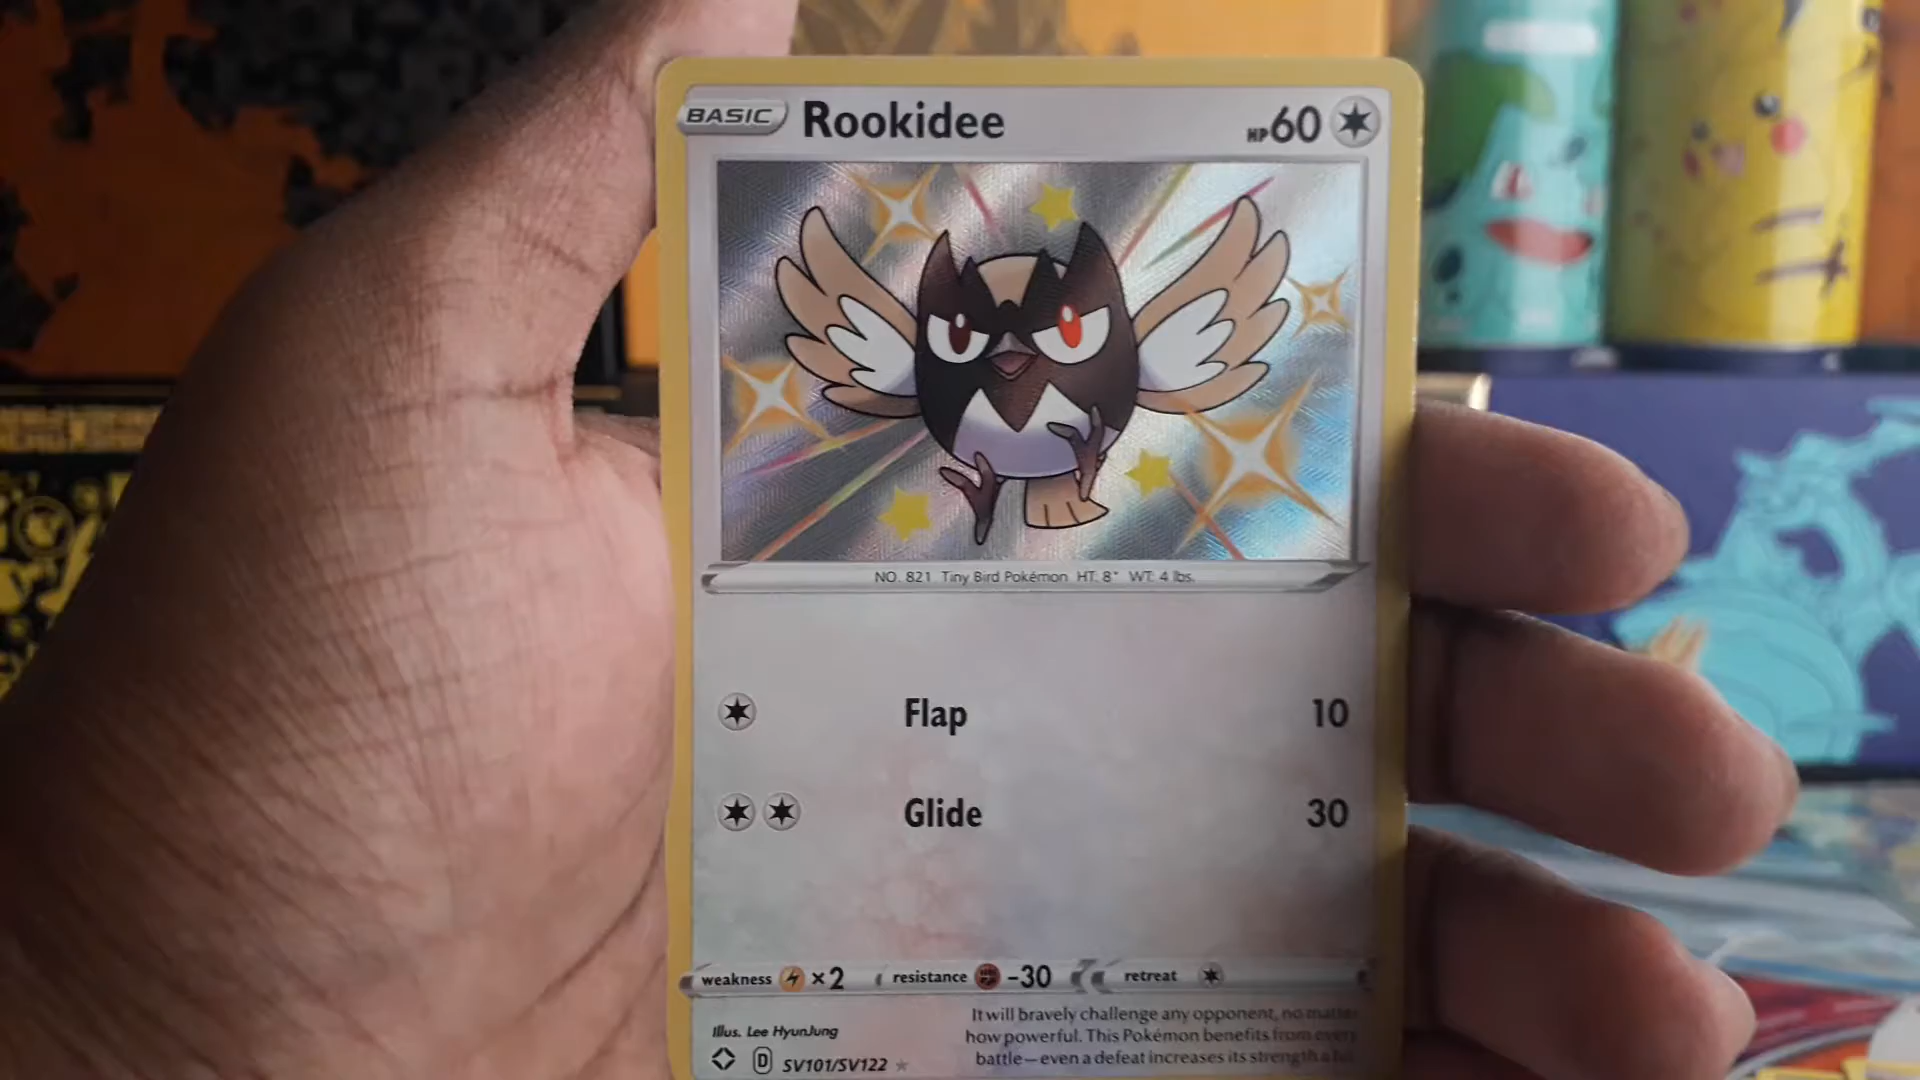 BASIC Rookidee HP60
NO. 821 Tiny Bird Pokémon HT: 8" WT: 4 lbs.
Flap 10
Glide 30
weakness ×2 resistance -30 retreat
Illus. Lee HyunJung
It will bravely challenge any opponent, no matter
how powerful. This Pokémon benefits from every
battle—even a defeat increases its strength a
D SV101/SV122